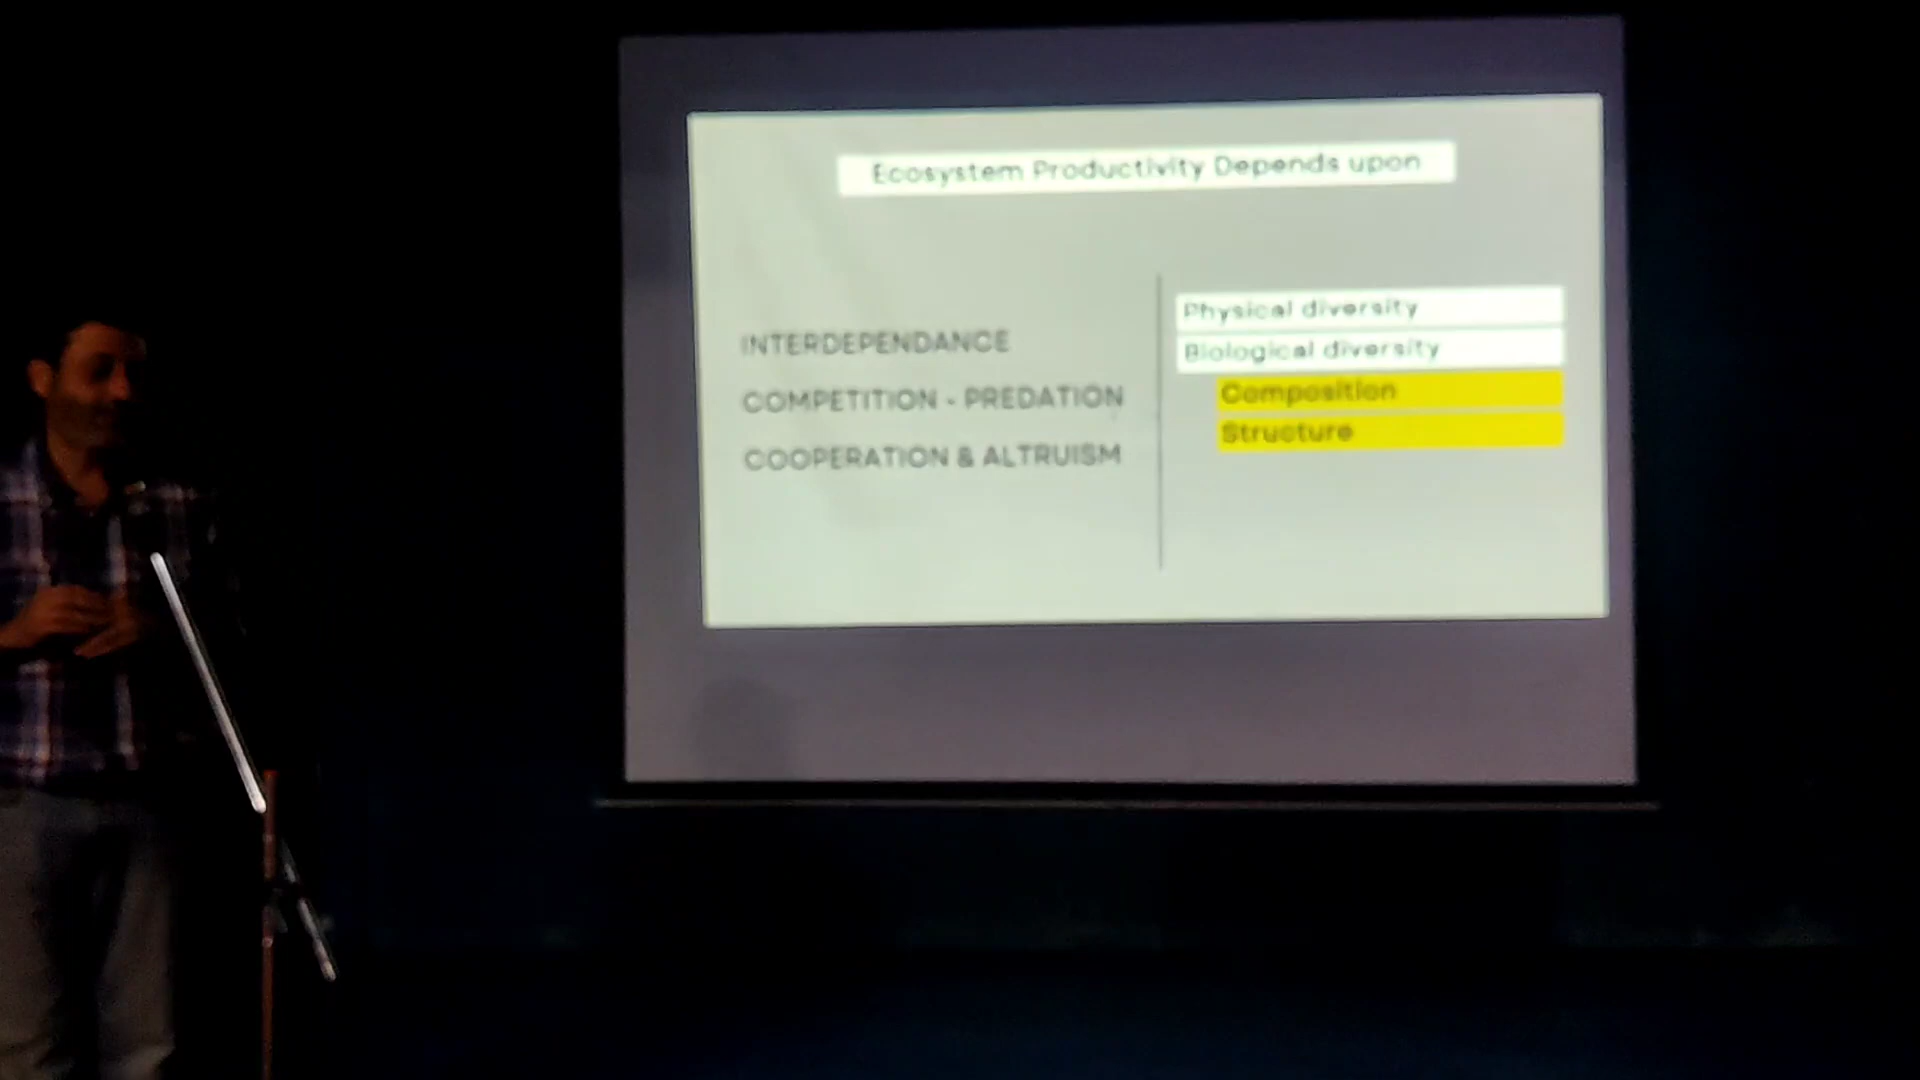 Ecosystem Productivity Depends upon
INTERDEPENDANCE
COMPETITION - PREDATION
COOPERATION & ALTRUISM
Physical diversity
Biological diversity
Composition
Structure